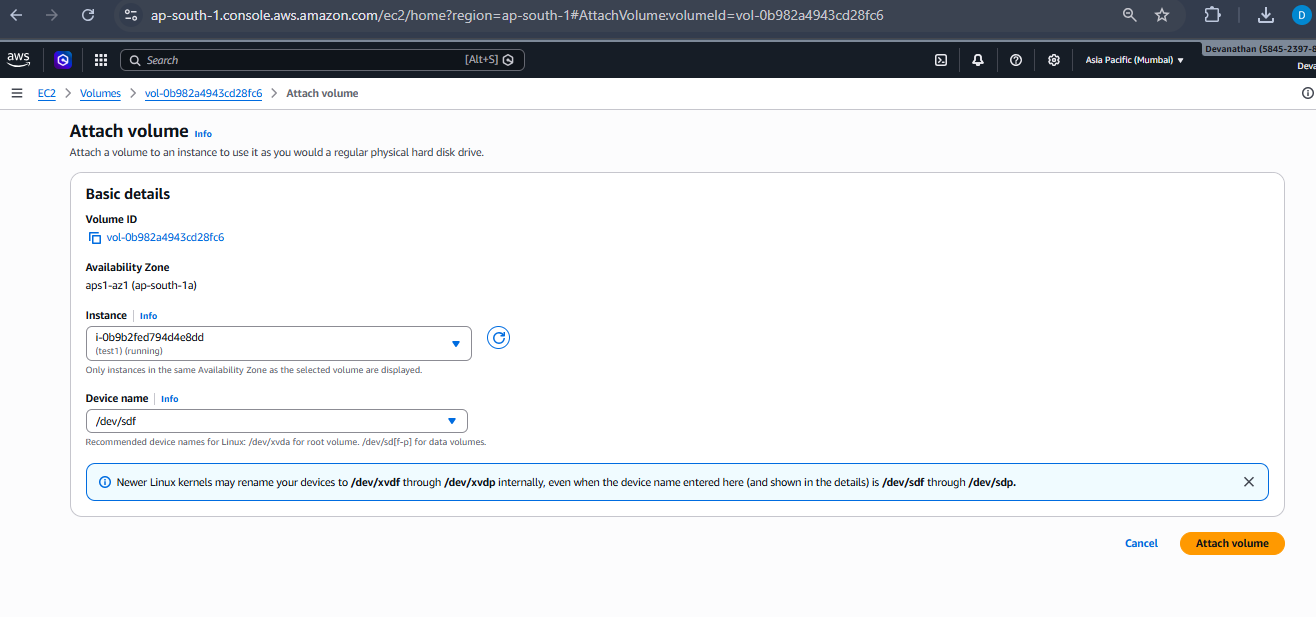 ap-south-1.console.aws.amazon.com/ec2/home?region=ap-south-1#AttachVolume:volumeId=vol-0b982a4943cd28fc6
D
aws
Search
[Alt+S]
Asia Pacific (Mumbai)
Devanathan (5845-2397-8
Deva
EC2 > Volumes > vol-0b982a4943cd28fc6 > Attach volume
Attach volume Info
Attach a volume to an instance to use it as you would a regular physical hard disk drive.
Basic details
Volume ID
vol-0b982a4943cd28fc6
Availability Zone
aps1-az1 (ap-south-1a)
Instance Info
i-0b9b2fed794d4e8dd
(test1) (running)
Only instances in the same Availability Zone as the selected volume are displayed.
Device name Info
/dev/sdf
Recommended device names for Linux: /dev/xvda for root volume. /dev/sd[f-p] for data volumes.
Newer Linux kernels may rename your devices to /dev/xvdf through /dev/xvdp internally, even when the device name entered here (and shown in the details) is /dev/sdf through /dev/sdp.
Cancel
Attach volume